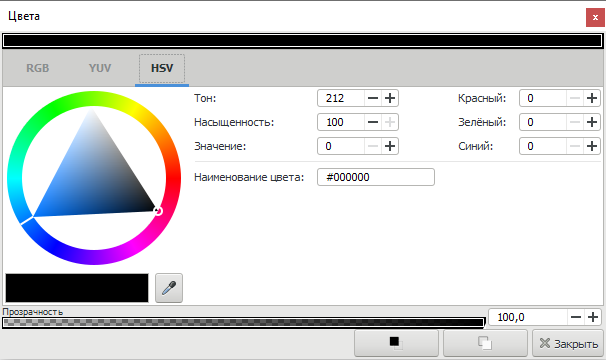 Цвета
RGB YUV HSV
Тон: 212 Красный: 0
Насыщенность: 100 Зелёный: 0
Значение: 0 Синий: 0
Наименование цвета: #000000
Прозрачность
100,0
Закрыть